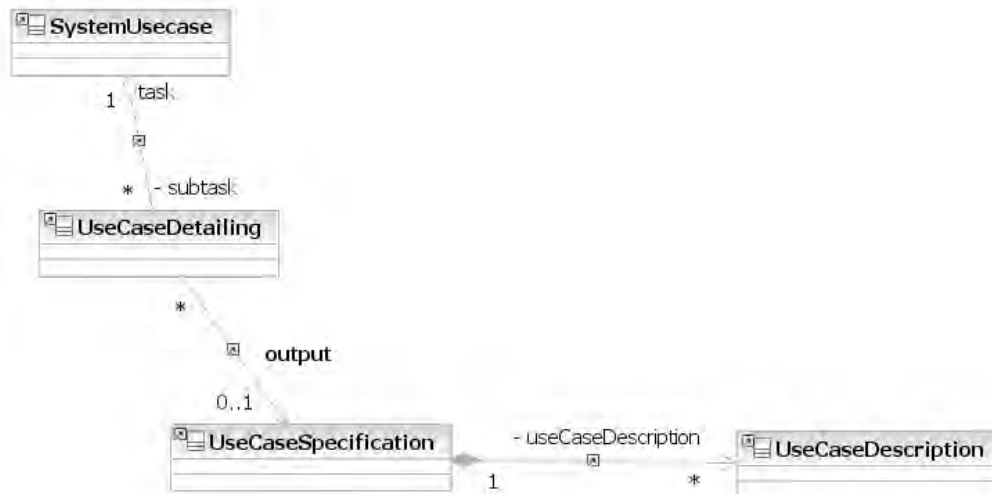 SystemUsecase
1 task
* - subtask
UseCaseDetailing
*
output
0..1
UseCaseSpecification
- useCaseDescription
1 *
UseCaseDescription